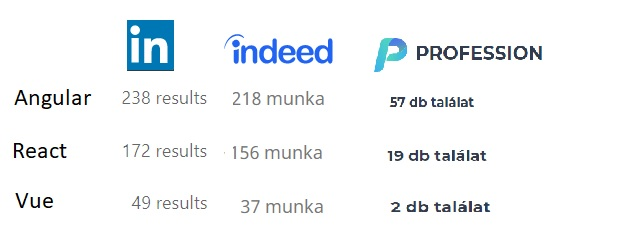 in indeed PROFESSION
Angular 238 results 218 munka 57 db találat
React 172 results 156 munka 19 db találat
Vue 49 results 37 munka 2 db találat